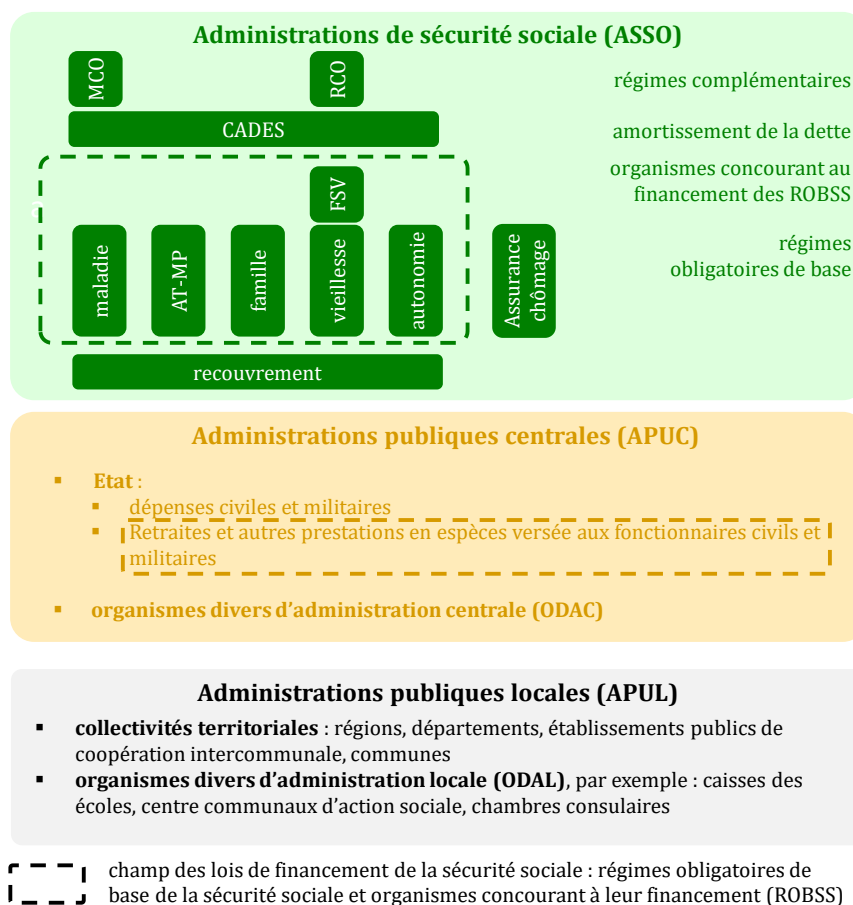 Administrations de sécurité sociale (ASSO)
MCO
RCO
régimes complémentaires
CADES
amortissement de la dette
organismes concourant au
financement des ROBSS
FSV
maladie
AT-MP
famille
vieillesse
autonomie
Assurance
chômage
régimes
obligatoires de base
recouvrement
Administrations publiques centrales (APUC)
▪ Etat :
▪ dépenses civiles et militaires
▪ Retraites et autres prestations en espèces versée aux fonctionnaires civils et
militaires
▪ organismes divers d'administration centrale (ODAC)
Administrations publiques locales (APUL)
▪ collectivités territoriales : régions, départements, établissements publics de
coopération intercommunale, communes
▪ organismes divers d'administration locale (ODAL), par exemple : caisses des
écoles, centre communaux d'action sociale, chambres consulaires
champ des lois de financement de la sécurité sociale : régimes obligatoires de
base de la sécurité sociale et organismes concourant à leur financement (ROBSS)